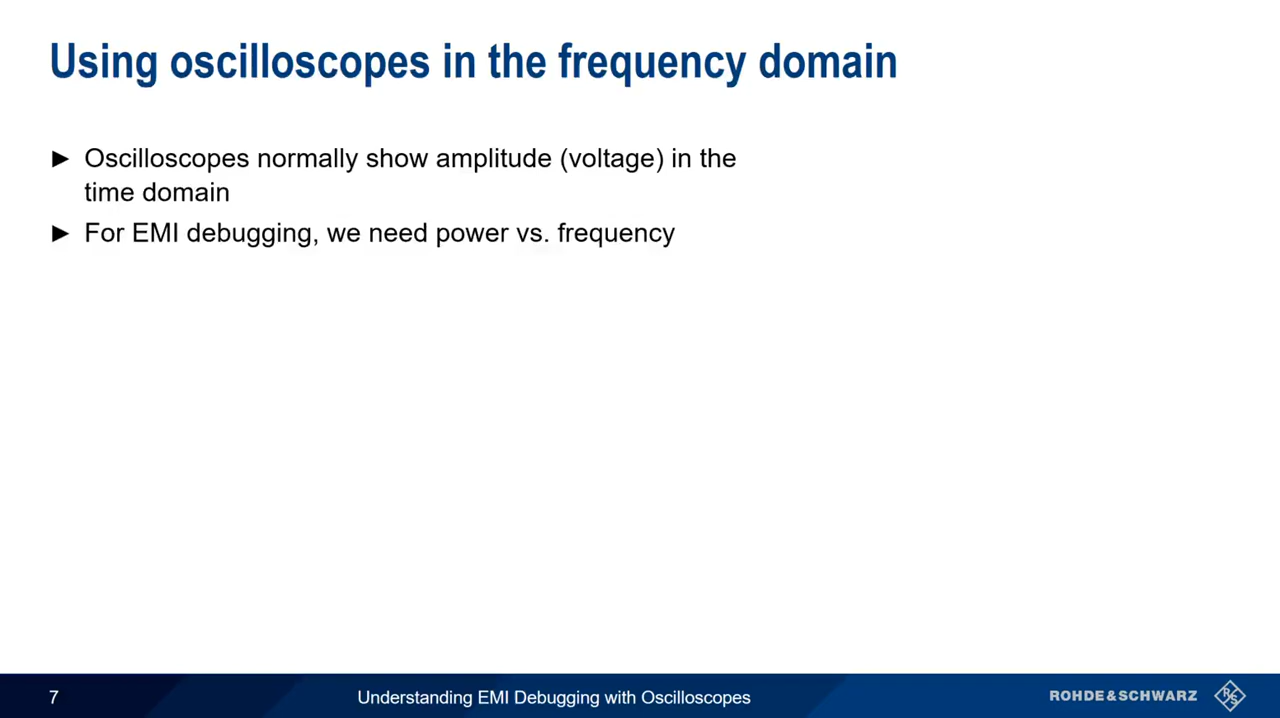 Using oscilloscopes in the frequency domain
► Oscilloscopes normally show amplitude (voltage) in the
time domain
► For EMI debugging, we need power vs. frequency
7
Understanding EMI Debugging with Oscilloscopes
ROHDE&SCHWARZ
R&S